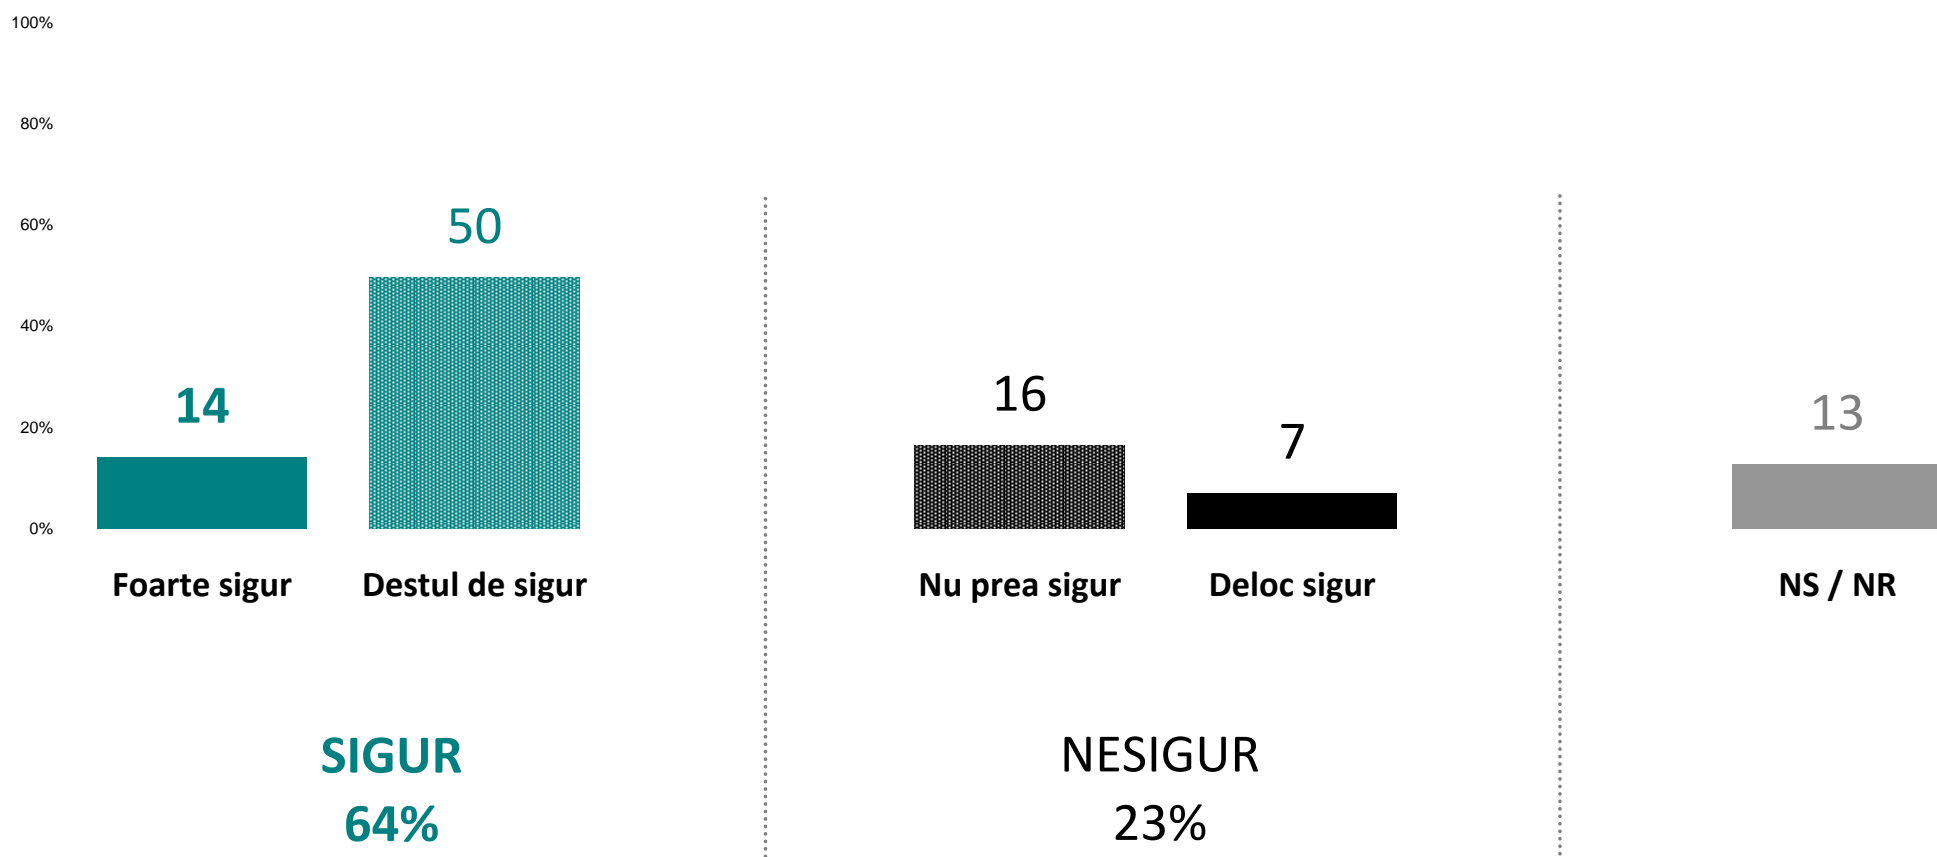 100%
80%
60%
40%
20%
0%
14
50
16
7
13
Foarte sigur
Destul de sigur
Nu prea sigur
Deloc sigur
NS / NR
SIGUR
64%
NESIGUR
23%